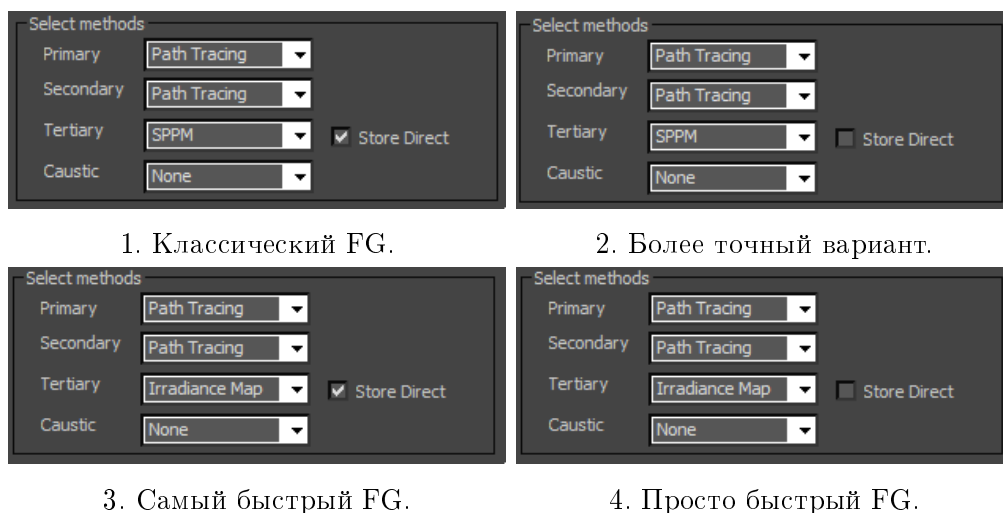 Select methods
Primary Path Tracing
Secondary Path Tracing
Tertiary SPPM Store Direct
Caustic None
1. Классический FG.
Select methods
Primary Path Tracing
Secondary Path Tracing
Tertiary SPPM Store Direct
Caustic None
2. Более точный вариант.
Select methods
Primary Path Tracing
Secondary Path Tracing
Tertiary Irradiance Map Store Direct
Caustic None
3. Самый быстрый FG.
Select methods
Primary Path Tracing
Secondary Path Tracing
Tertiary Irradiance Map Store Direct
Caustic None
4. Просто быстрый FG.